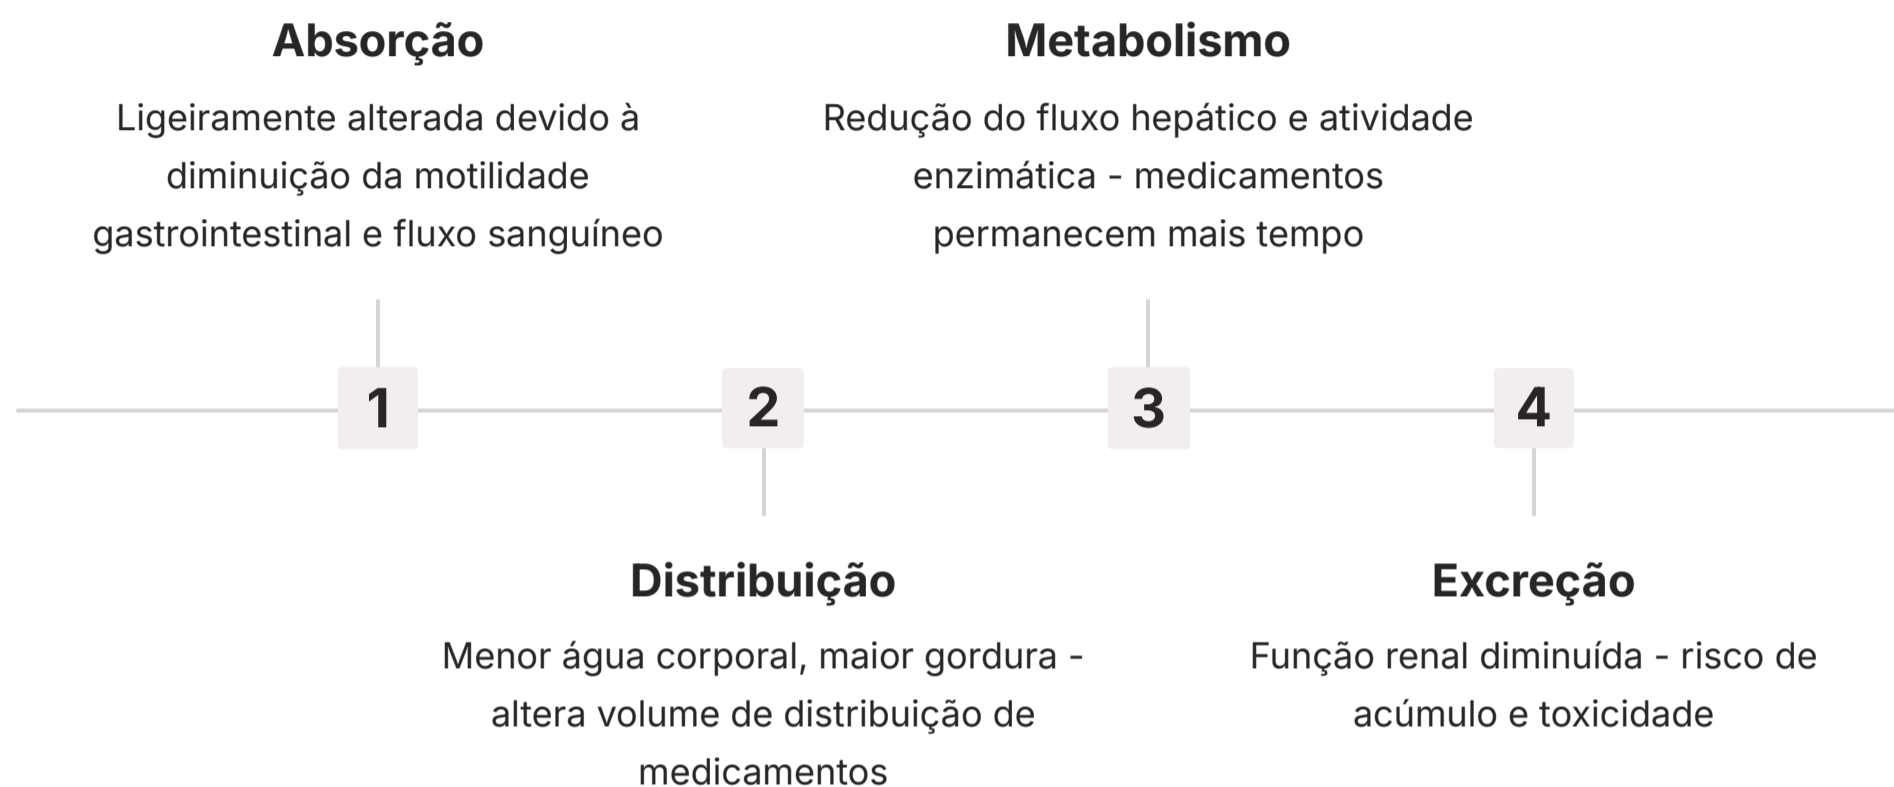 Absorção
Ligeiramente alterada devido à
diminuição da motilidade
gastrointestinal e fluxo sanguíneo
Metabolismo
Redução do fluxo hepático e atividade
enzimática - medicamentos
permanecem mais tempo
1
2
3
4
Distribuição
Menor água corporal, maior gordura -
altera volume de distribuição de
medicamentos
Excreção
Função renal diminuída - risco de
acúmulo e toxicidade